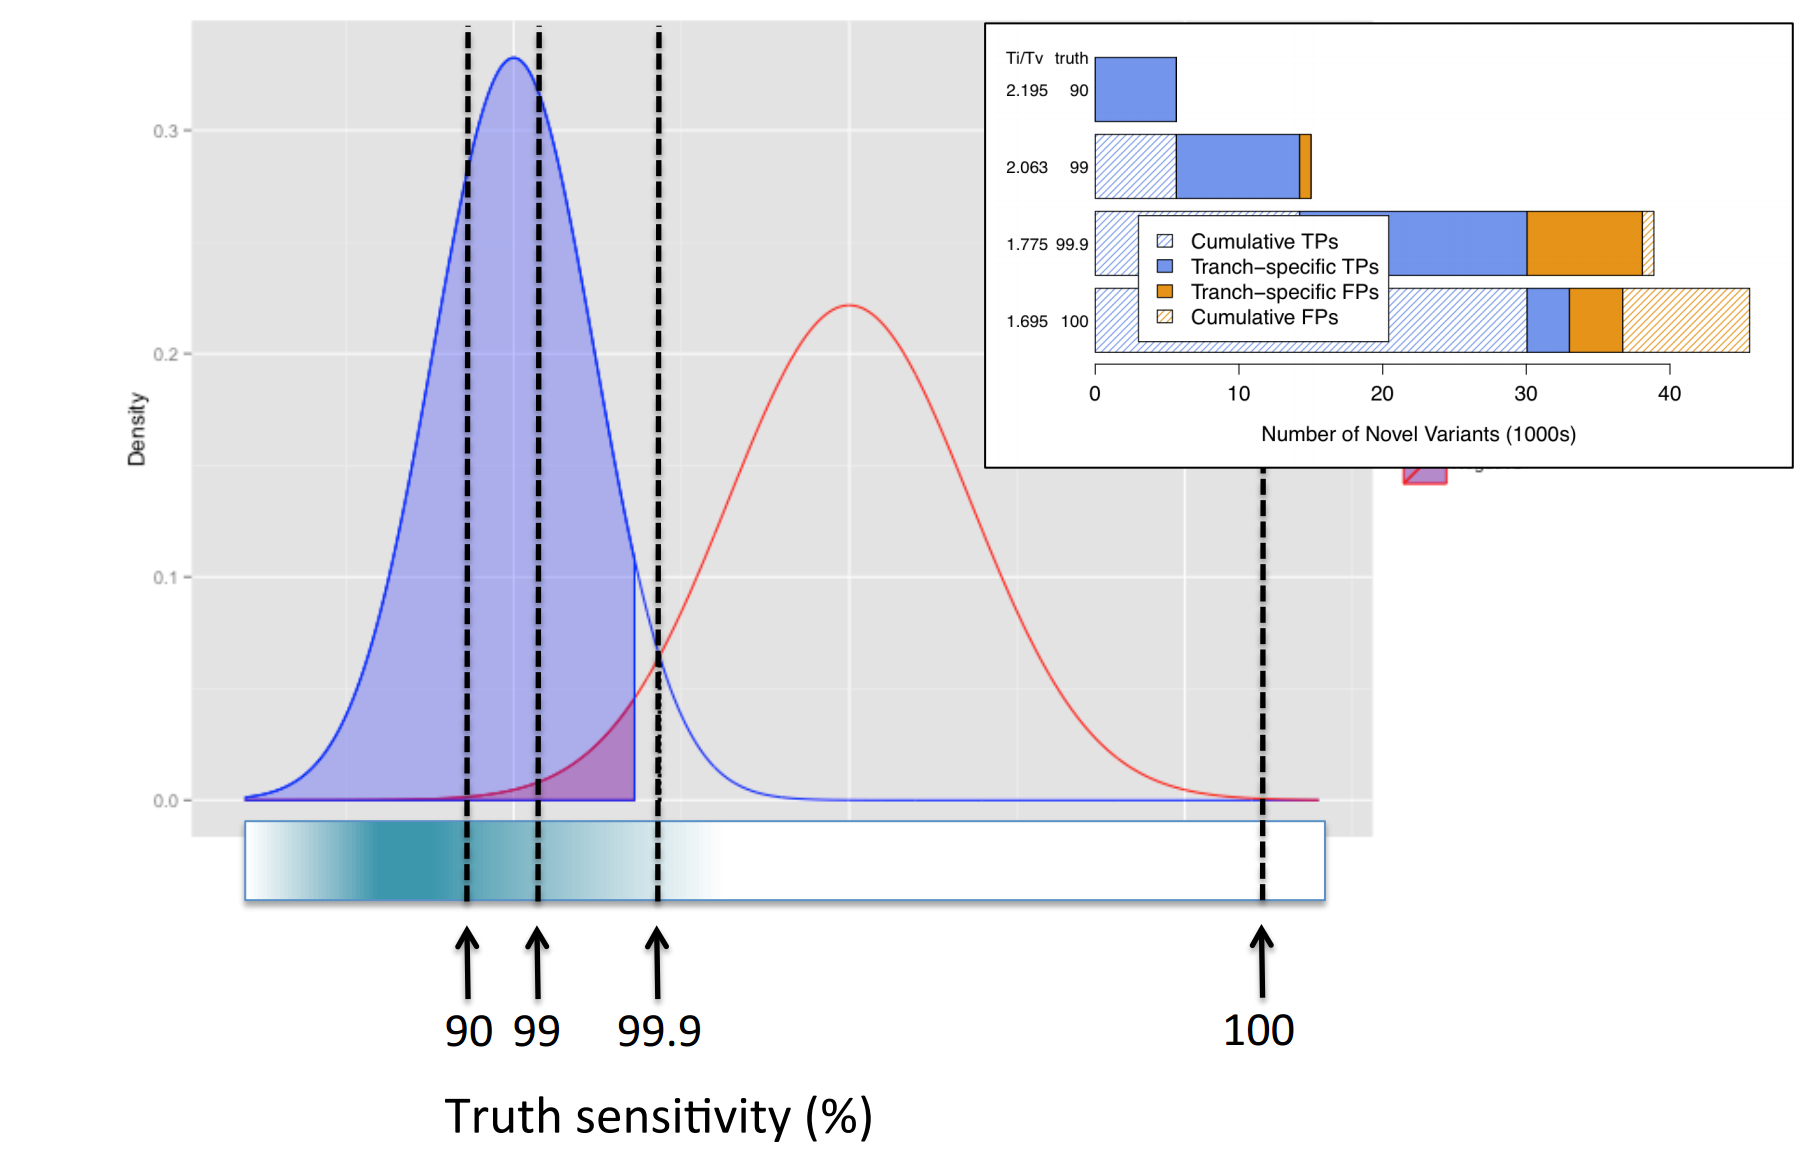 Ti/Tv truth
2.195 90
2.063 99
1.775 99.9
1.695 100
Cumulative TPs
Tranch-specific TPs
Tranch-specific FPs
Cumulative FPs
0 10 20 30 40
Number of Novel Variants (1000s)
0.3
0.2
0.1
0.0
Density
90 99 99.9 100
Truth sensitivity (%)